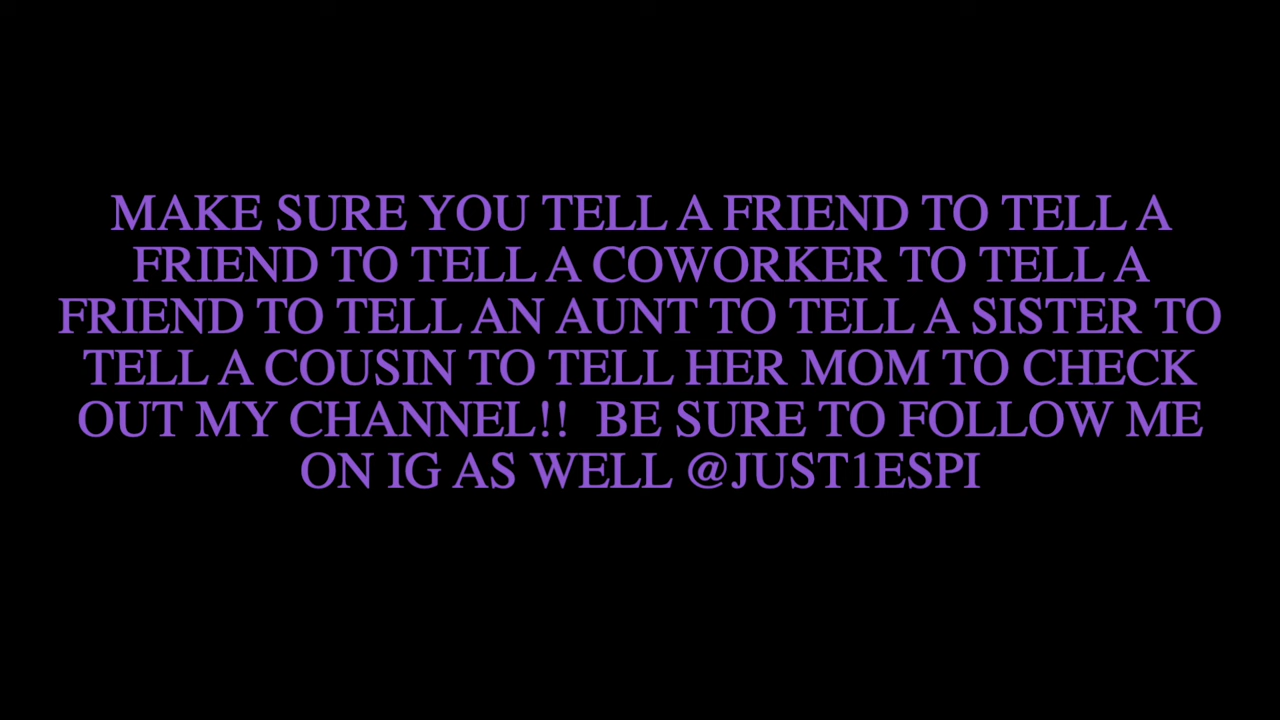 MAKE SURE YOU TELL A FRIEND TO TELL A
FRIEND TO TELL A COWORKER TO TELL A
FRIEND TO TELL AN AUNT TO TELL A SISTER TO
TELL A COUSIN TO TELL HER MOM TO CHECK
OUT MY CHANNEL!!  BE SURE TO FOLLOW ME
ON IG AS WELL @JUST1ESPI